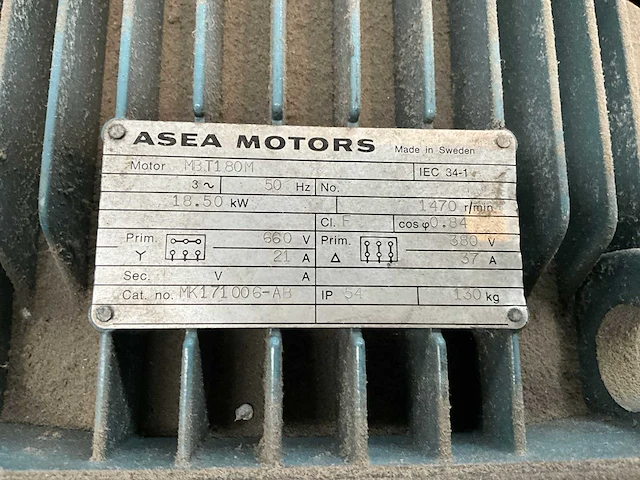 ASEA MOTORS Made in Sweden
Motor MBT180M IEC 34-1
3 ~ 50 Hz No.
18.50 kW 1470 r/min
Cl. F cos φ 0.84
Prim. 660 V Prim. 380 V
Y 21 A Δ 37 A
Sec. V A
Cat. no. MK171006-AB IP 54 130 kg